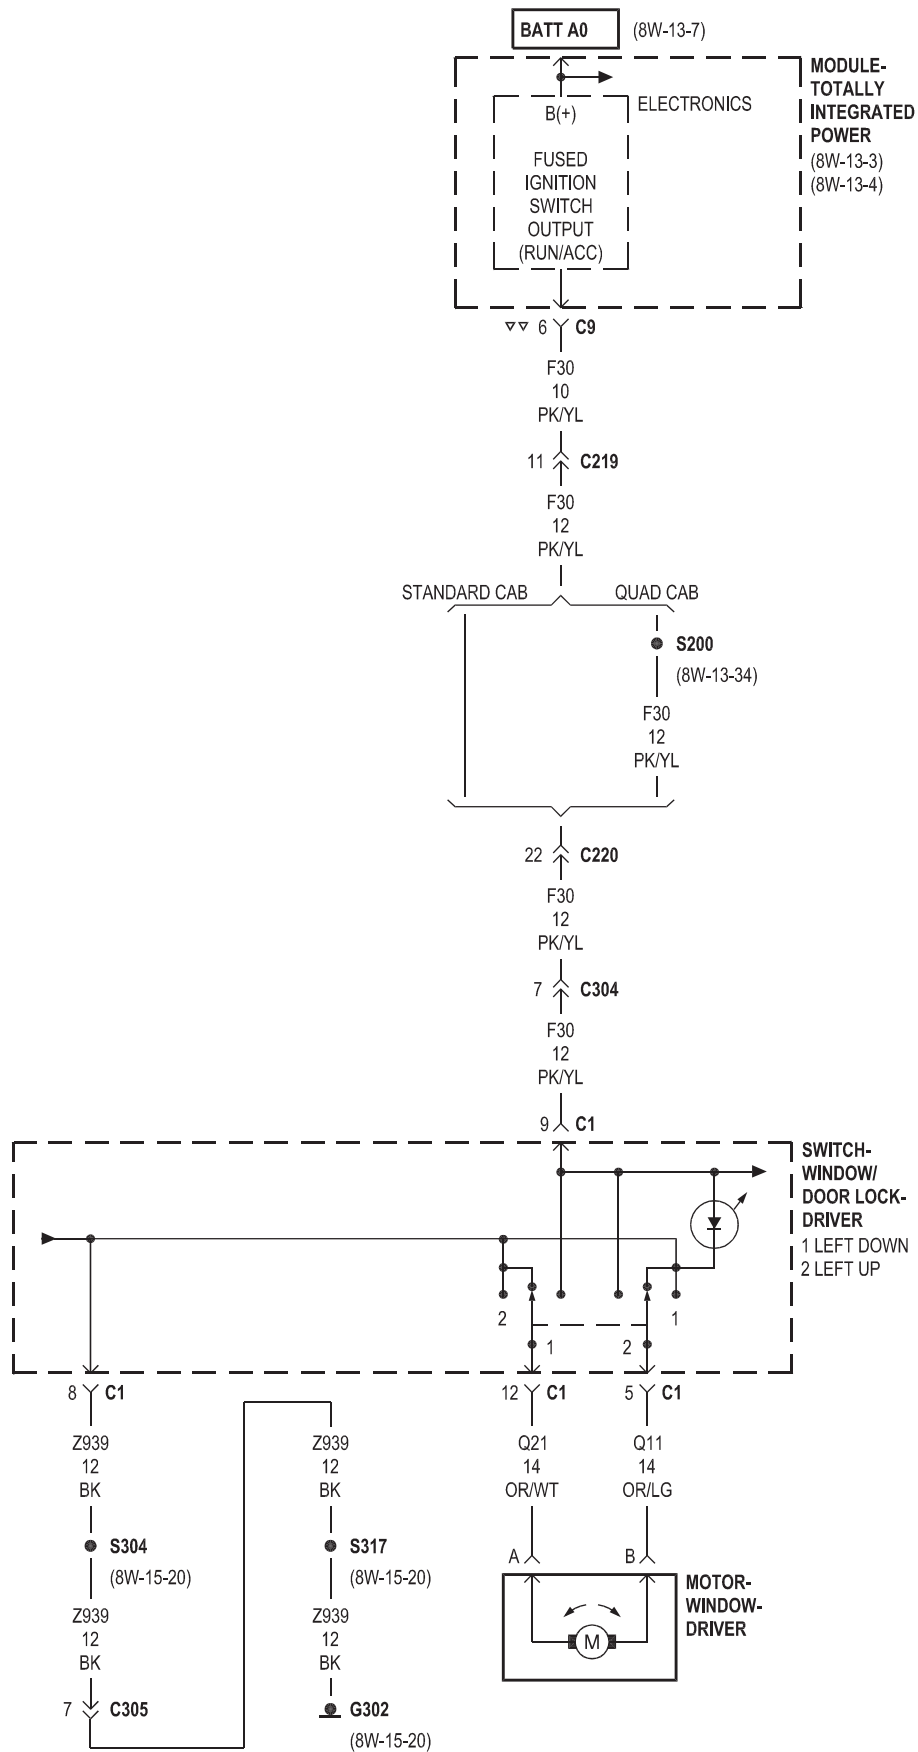 BATT A0 (8W-13-7)
MODULE-
TOTALLY
INTEGRATED
POWER
(8W-13-3)
(8W-13-4)
ELECTRONICS
B(+)
FUSED
IGNITION
SWITCH
OUTPUT
(RUN/ACC)
6 C9
F30
10
PK/YL
11 C219
F30
12
PK/YL
STANDARD CAB QUAD CAB
S200
(8W-13-34)
F30
12
PK/YL
22 C220
F30
12
PK/YL
7 C304
F30
12
PK/YL
9 C1
SWITCH-
WINDOW/
DOOR LOCK-
DRIVER
1 LEFT DOWN
2 LEFT UP
2 1
1 2
8 C1 12 C1 5 C1
Z939
12
BK
Z939
12
BK
Q21
14
OR/WT
Q11
14
OR/LG
S304
(8W-15-20)
S317
(8W-15-20)
A B
MOTOR-
WINDOW-
DRIVER
M
Z939
12
BK
Z939
12
BK
7 C305
G302
(8W-15-20)